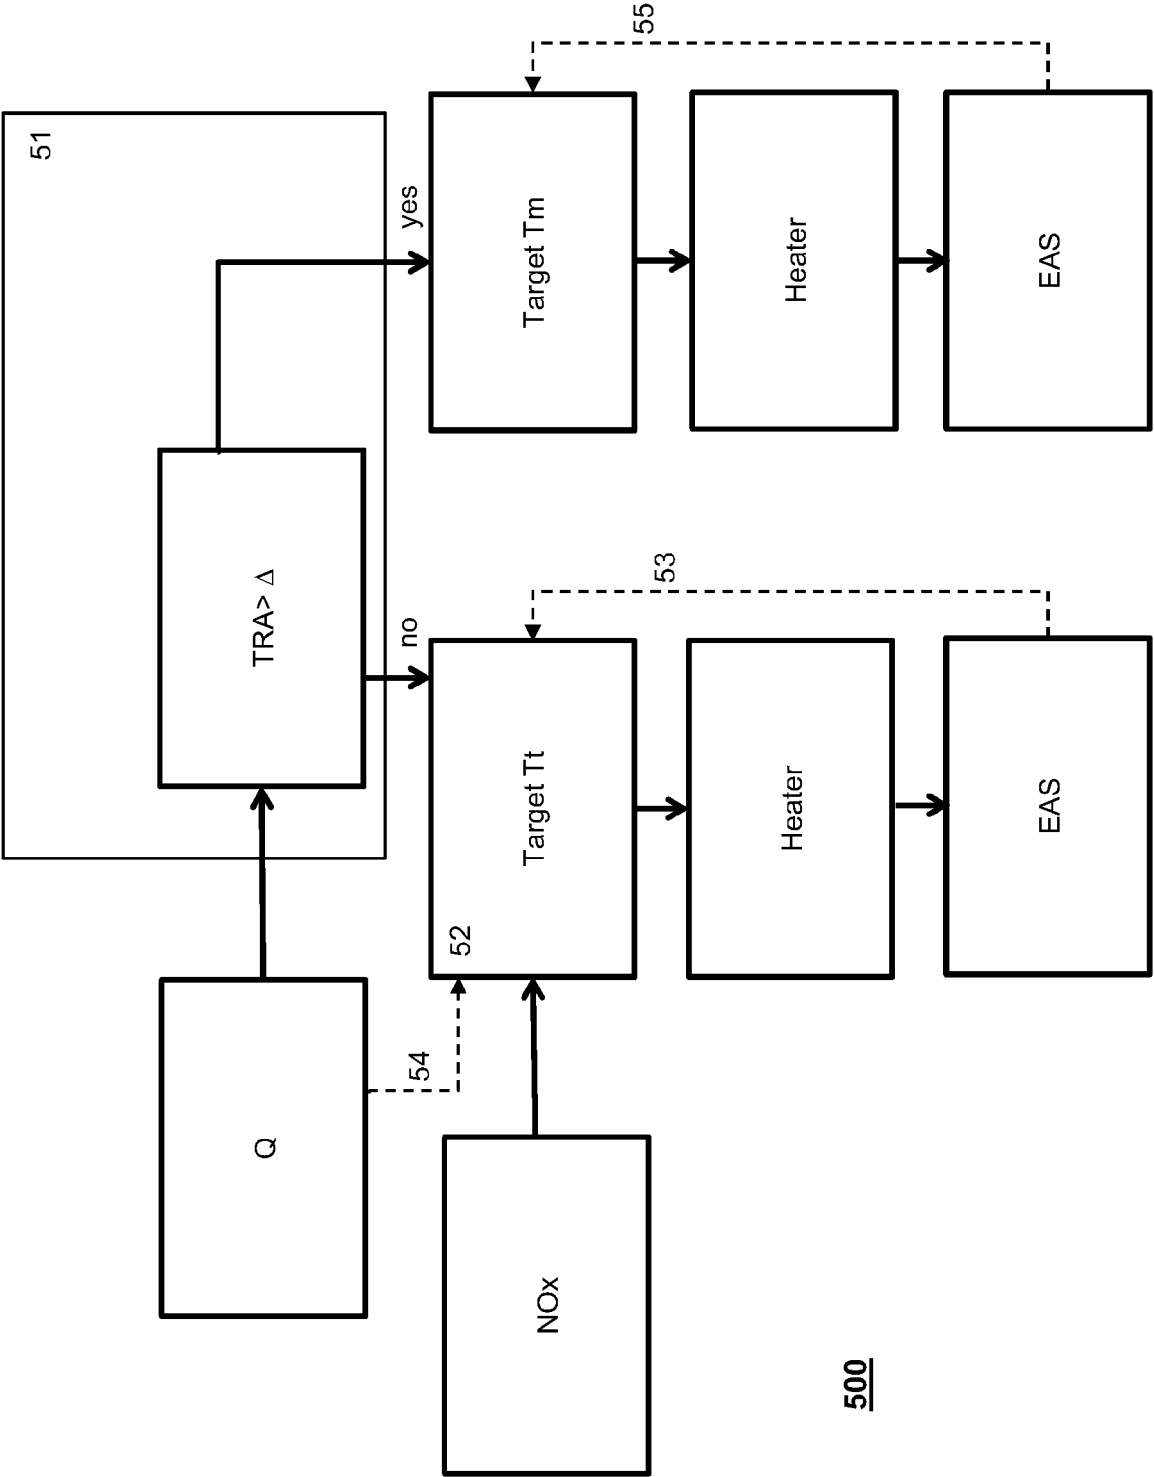 51
Q
TRA> Δ
yes
no
54
NOx
52
Target Tt
53
Target Tm
55
Heater
Heater
EAS
EAS
500